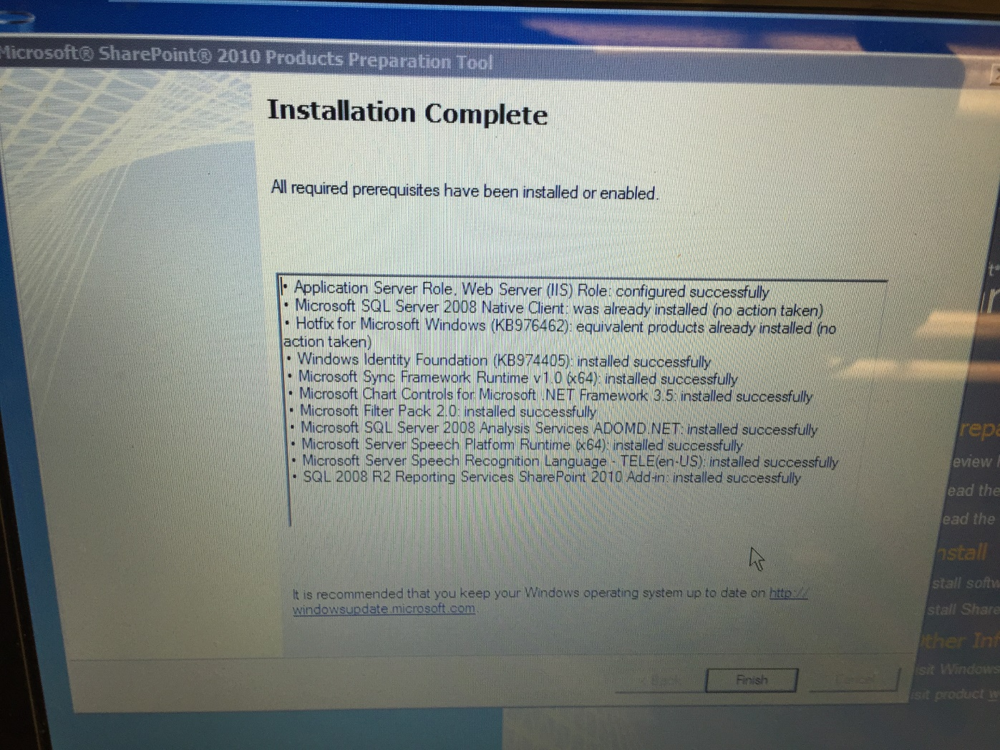 Microsoft® SharePoint® 2010 Products Preparation Tool
Installation Complete
All required prerequisites have been installed or enabled.
• Application Server Role, Web Server (IIS) Role: configured successfully
• Microsoft SQL Server 2008 Native Client: was already installed (no action taken)
• Hotfix for Microsoft Windows (KB976462): equivalent products already installed (no
action taken)
• Windows Identity Foundation (KB974405): installed successfully
• Microsoft Sync Framework Runtime v1.0 (x64): installed successfully
• Microsoft Chart Controls for Microsoft .NET Framework 3.5: installed successfully
• Microsoft Filter Pack 2.0: installed successfully
• Microsoft SQL Server 2008 Analysis Services ADOMD.NET: installed successfully
• Microsoft Server Speech Platform Runtime (x64): installed successfully
• Microsoft Server Speech Recognition Language - TELE(en-US): installed successfully
• SQL 2008 R2 Reporting Services SharePoint 2010 Add-in: installed successfully
It is recommended that you keep your Windows operating system up to date on http://
windowsupdate.microsoft.com.
< Back
Finish
Cancel
repa
eview
ead the
ead the
nstall
stall softw
stall Share
ther Inf
isit Windows
isit product w